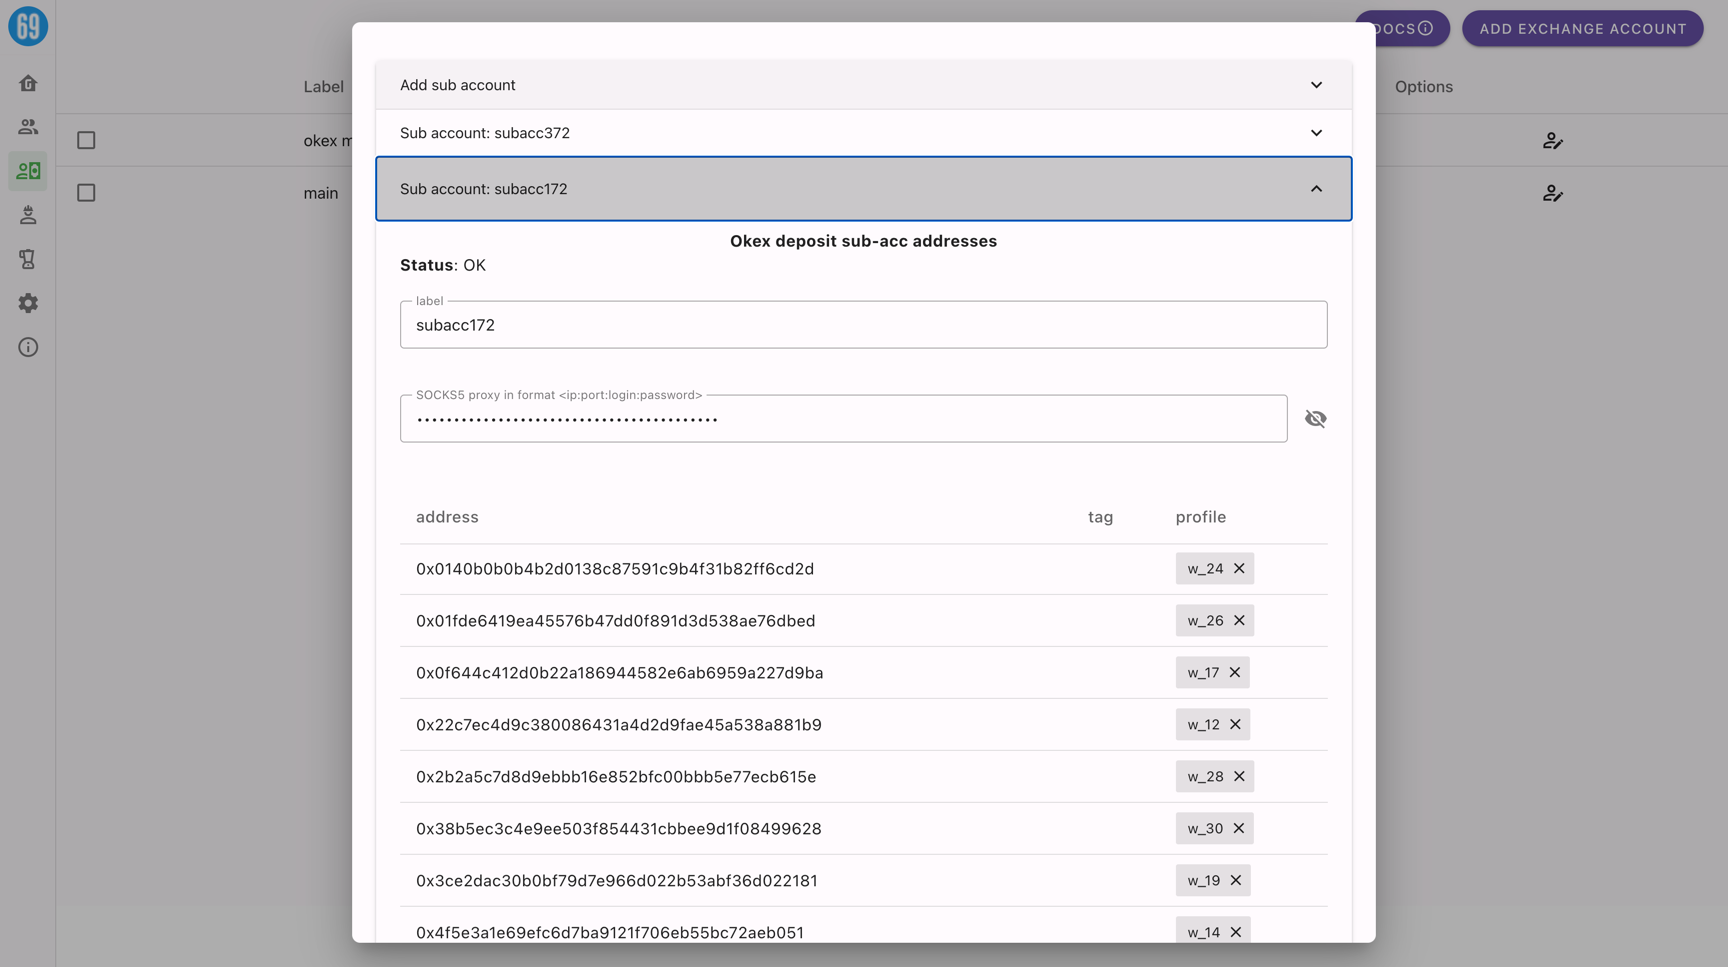 69
DOCS
ADD EXCHANGE ACCOUNT
Label
Options
okex m
main
Add sub account
Sub account: subacc372
Sub account: subacc172
Okex deposit sub-acc addresses
Status: OK
label
subacc172
SOCKS5 proxy in format <ip:port:login:password>
address tag profile
0x0140b0b0b4b2d0138c87591c9b4f31b82ff6cd2d w_24
0x01fde6419ea45576b47dd0f891d3d538ae76dbed w_26
0x0f644c412d0b22a186944582e6ab6959a227d9ba w_17
0x22c7ec4d9c380086431a4d2d9fae45a538a881b9 w_12
0x2b2a5c7d8d9ebbb16e852bfc00bbb5e77ecb615e w_28
0x38b5ec3c4e9ee503f854431cbbee9d1f08499628 w_30
0x3ce2dac30b0bf79d7e966d022b53abf36d022181 w_19
0x4f5e3a1e69efc6d7ba9121f706eb55bc72aeb051 w_14